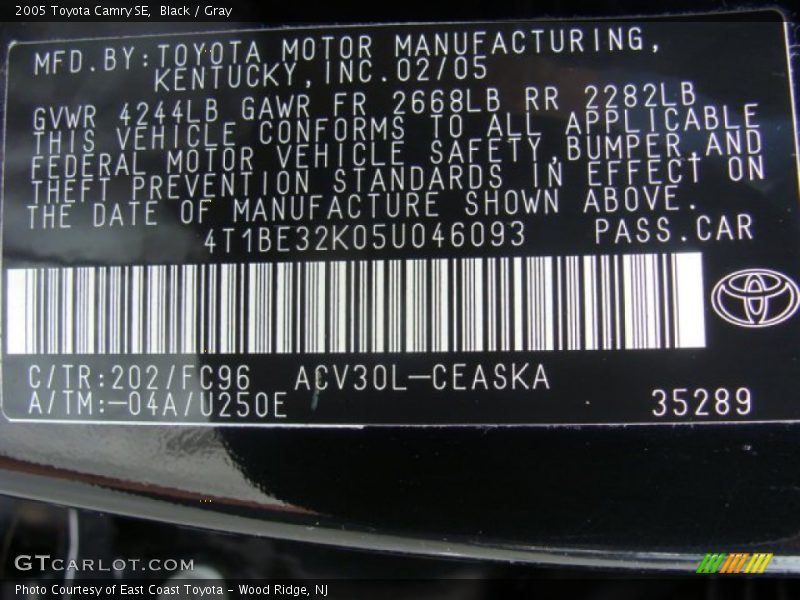 2005 Toyota Camry SE, Black / Gray
MFD.BY:TOYOTA MOTOR MANUFACTURING,
KENTUCKY,INC.02/05
GVWR 4244LB GAWR FR 2668LB RR 2282LB
THIS VEHICLE CONFORMS TO ALL APPLICABLE
FEDERAL MOTOR VEHICLE SAFETY,BUMPER,AND
THEFT PREVENTION STANDARDS IN EFFECT ON
THE DATE OF MANUFACTURE SHOWN ABOVE.
4T1BE32K05U046093 PASS.CAR
C/TR:202/FC96 ACV30L-CEASKA
A/TM:-04A/U250E 35289
GTCARLOT.COM
Photo Courtesy of East Coast Toyota - Wood Ridge, NJ